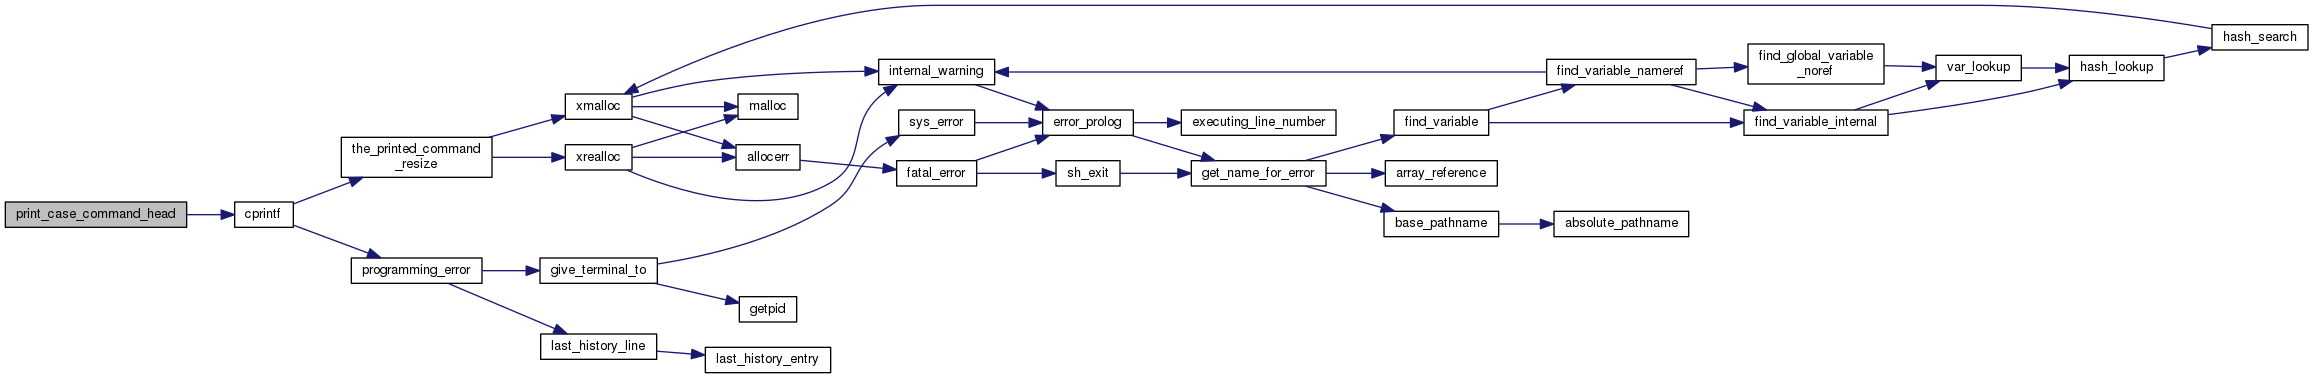 print_case_command_head
cprintf
the_printed_command
_resize
programming_error
xmalloc
xrealloc
give_terminal_to
last_history_line
malloc
allocerr
getpid
last_history_entry
internal_warning
sys_error
fatal_error
error_prolog
sh_exit
executing_line_number
get_name_for_error
find_variable
array_reference
base_pathname
find_variable_nameref
absolute_pathname
find_global_variable
_noref
find_variable_internal
var_lookup
hash_lookup
hash_search